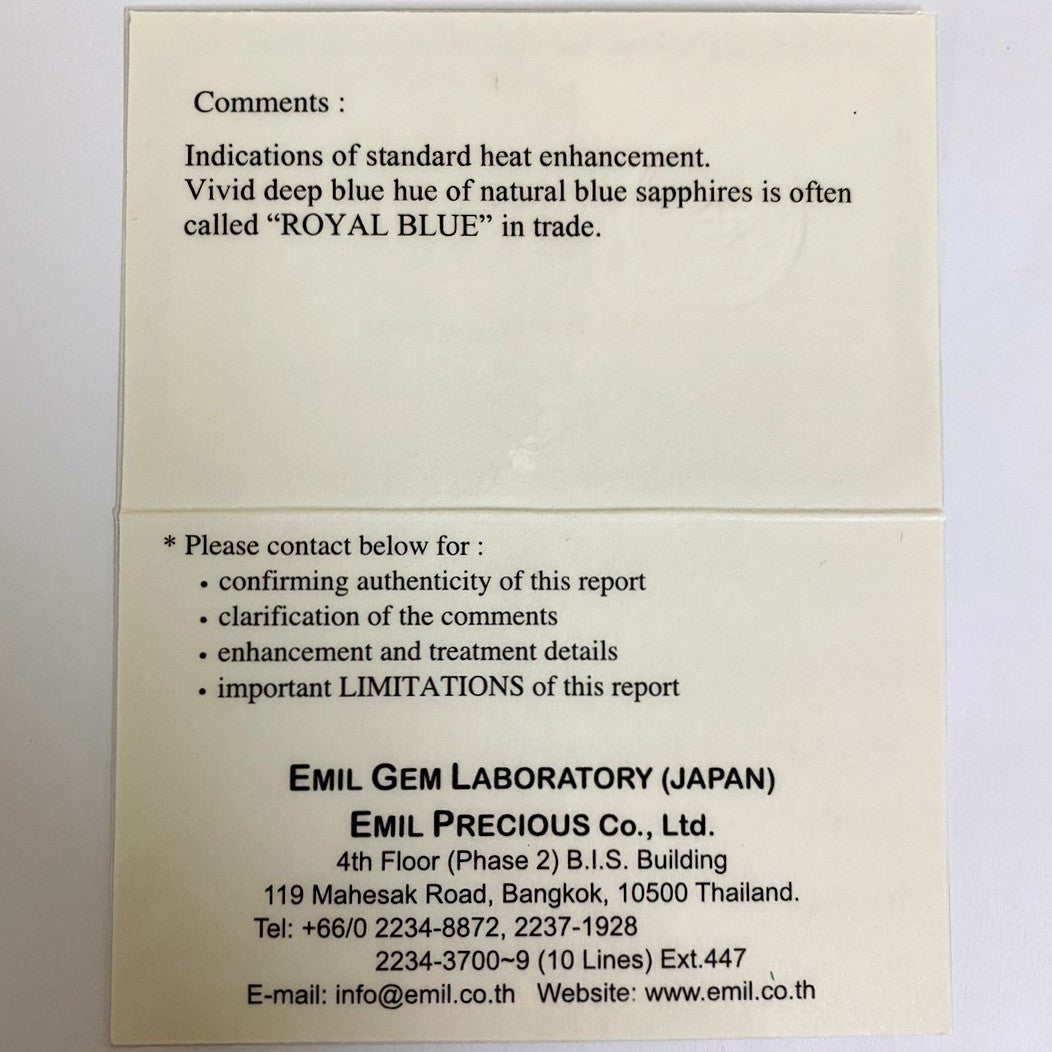 Comments :
Indications of standard heat enhancement.
Vivid deep blue hue of natural blue sapphires is often
called “ROYAL BLUE” in trade.
* Please contact below for :
• confirming authenticity of this report
• clarification of the comments
• enhancement and treatment details
• important LIMITATIONS of this report
EMIL GEM LABORATORY (JAPAN)
EMIL PRECIOUS Co., Ltd.
4th Floor (Phase 2) B.I.S. Building
119 Mahesak Road, Bangkok, 10500 Thailand.
Tel: +66/0 2234-8872, 2237-1928
2234-3700~9 (10 Lines) Ext.447
E-mail: info@emil.co.th Website: www.emil.co.th